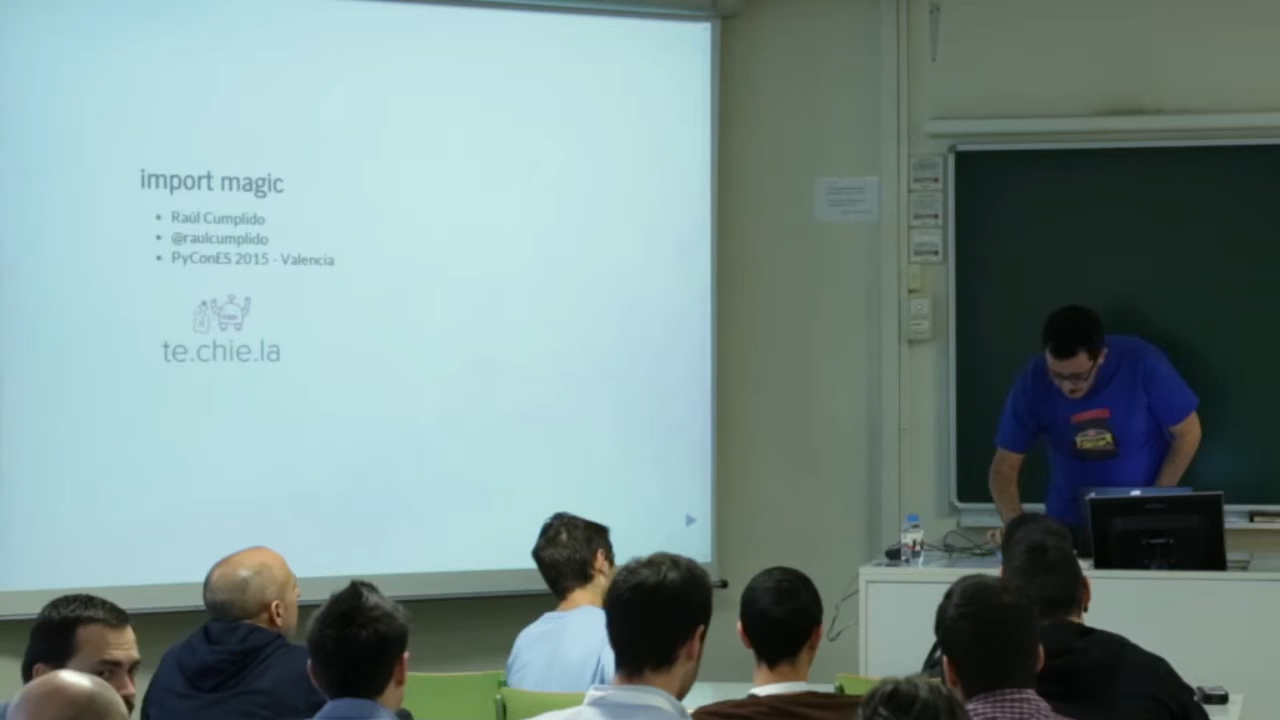 import magic
Raúl Cumplido
@raulcumplido
PyConES 2015 - Valencia
te.chie.la